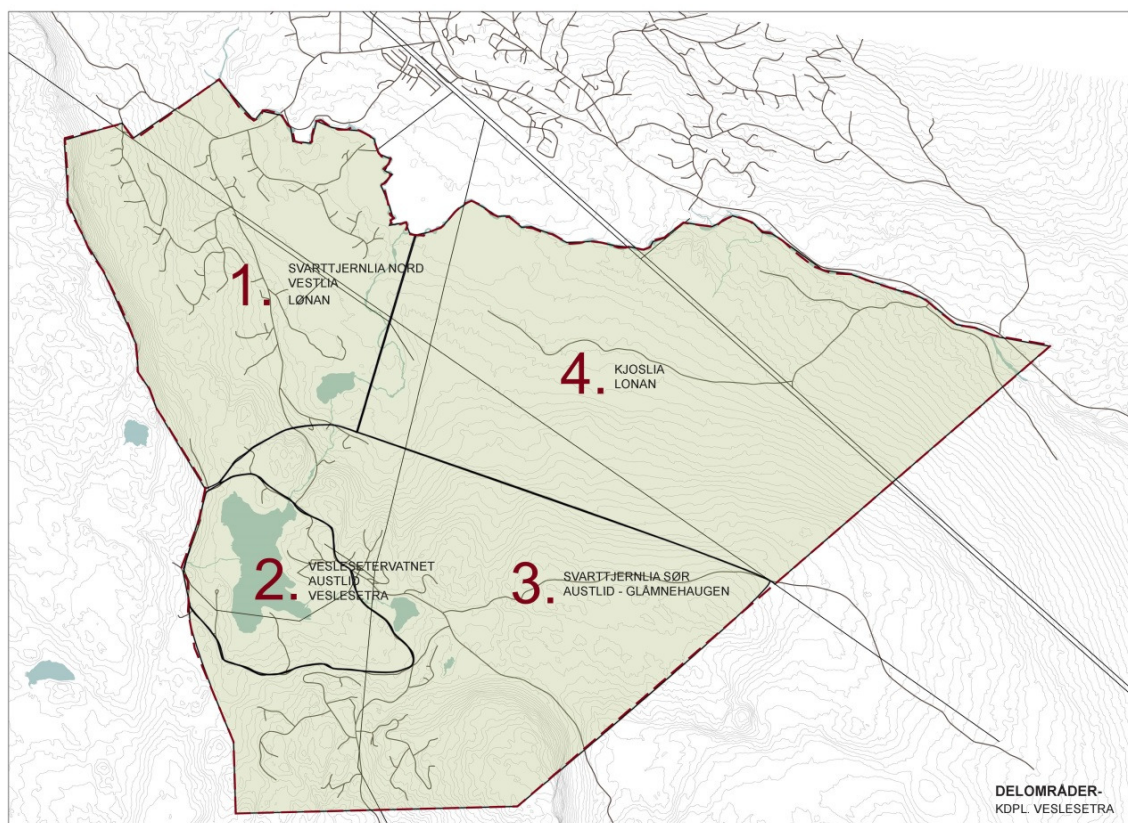 1.
SVARTTJERNLIA NORD
VESTLIA
LØNAN
4.
KJOSLIA
LONAN
2.
VESLESETERVATNET
AUSTLID
VESLESETRA
3.
SVARTTJERNLIA SØR
AUSTLID - GLÅMNEHAUGEN
DELOMRÅDER-
KDPL. VESLESETRA